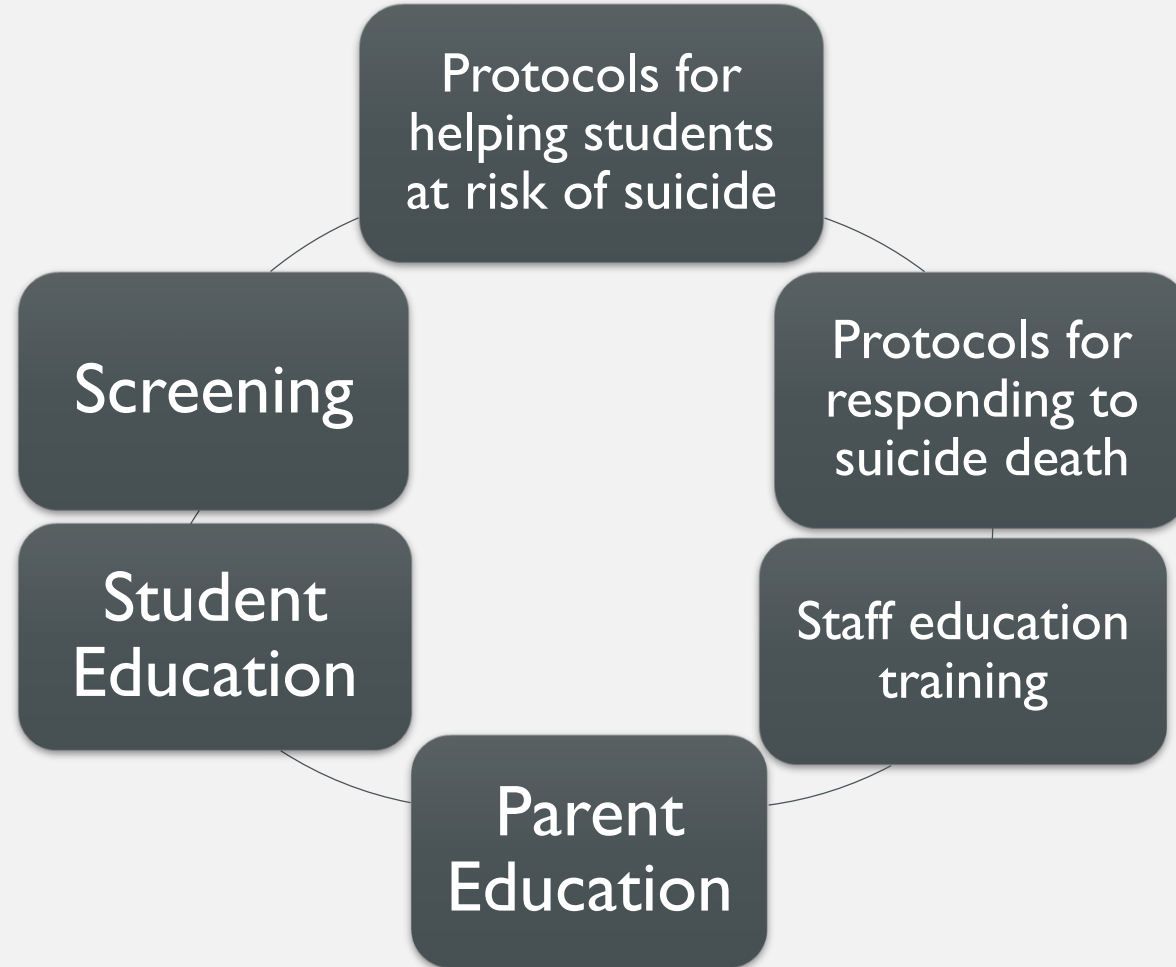 Protocols for
helping students
at risk of suicide
Protocols for
responding to
suicide death
Staff education
training
Parent
Education
Student
Education
Screening